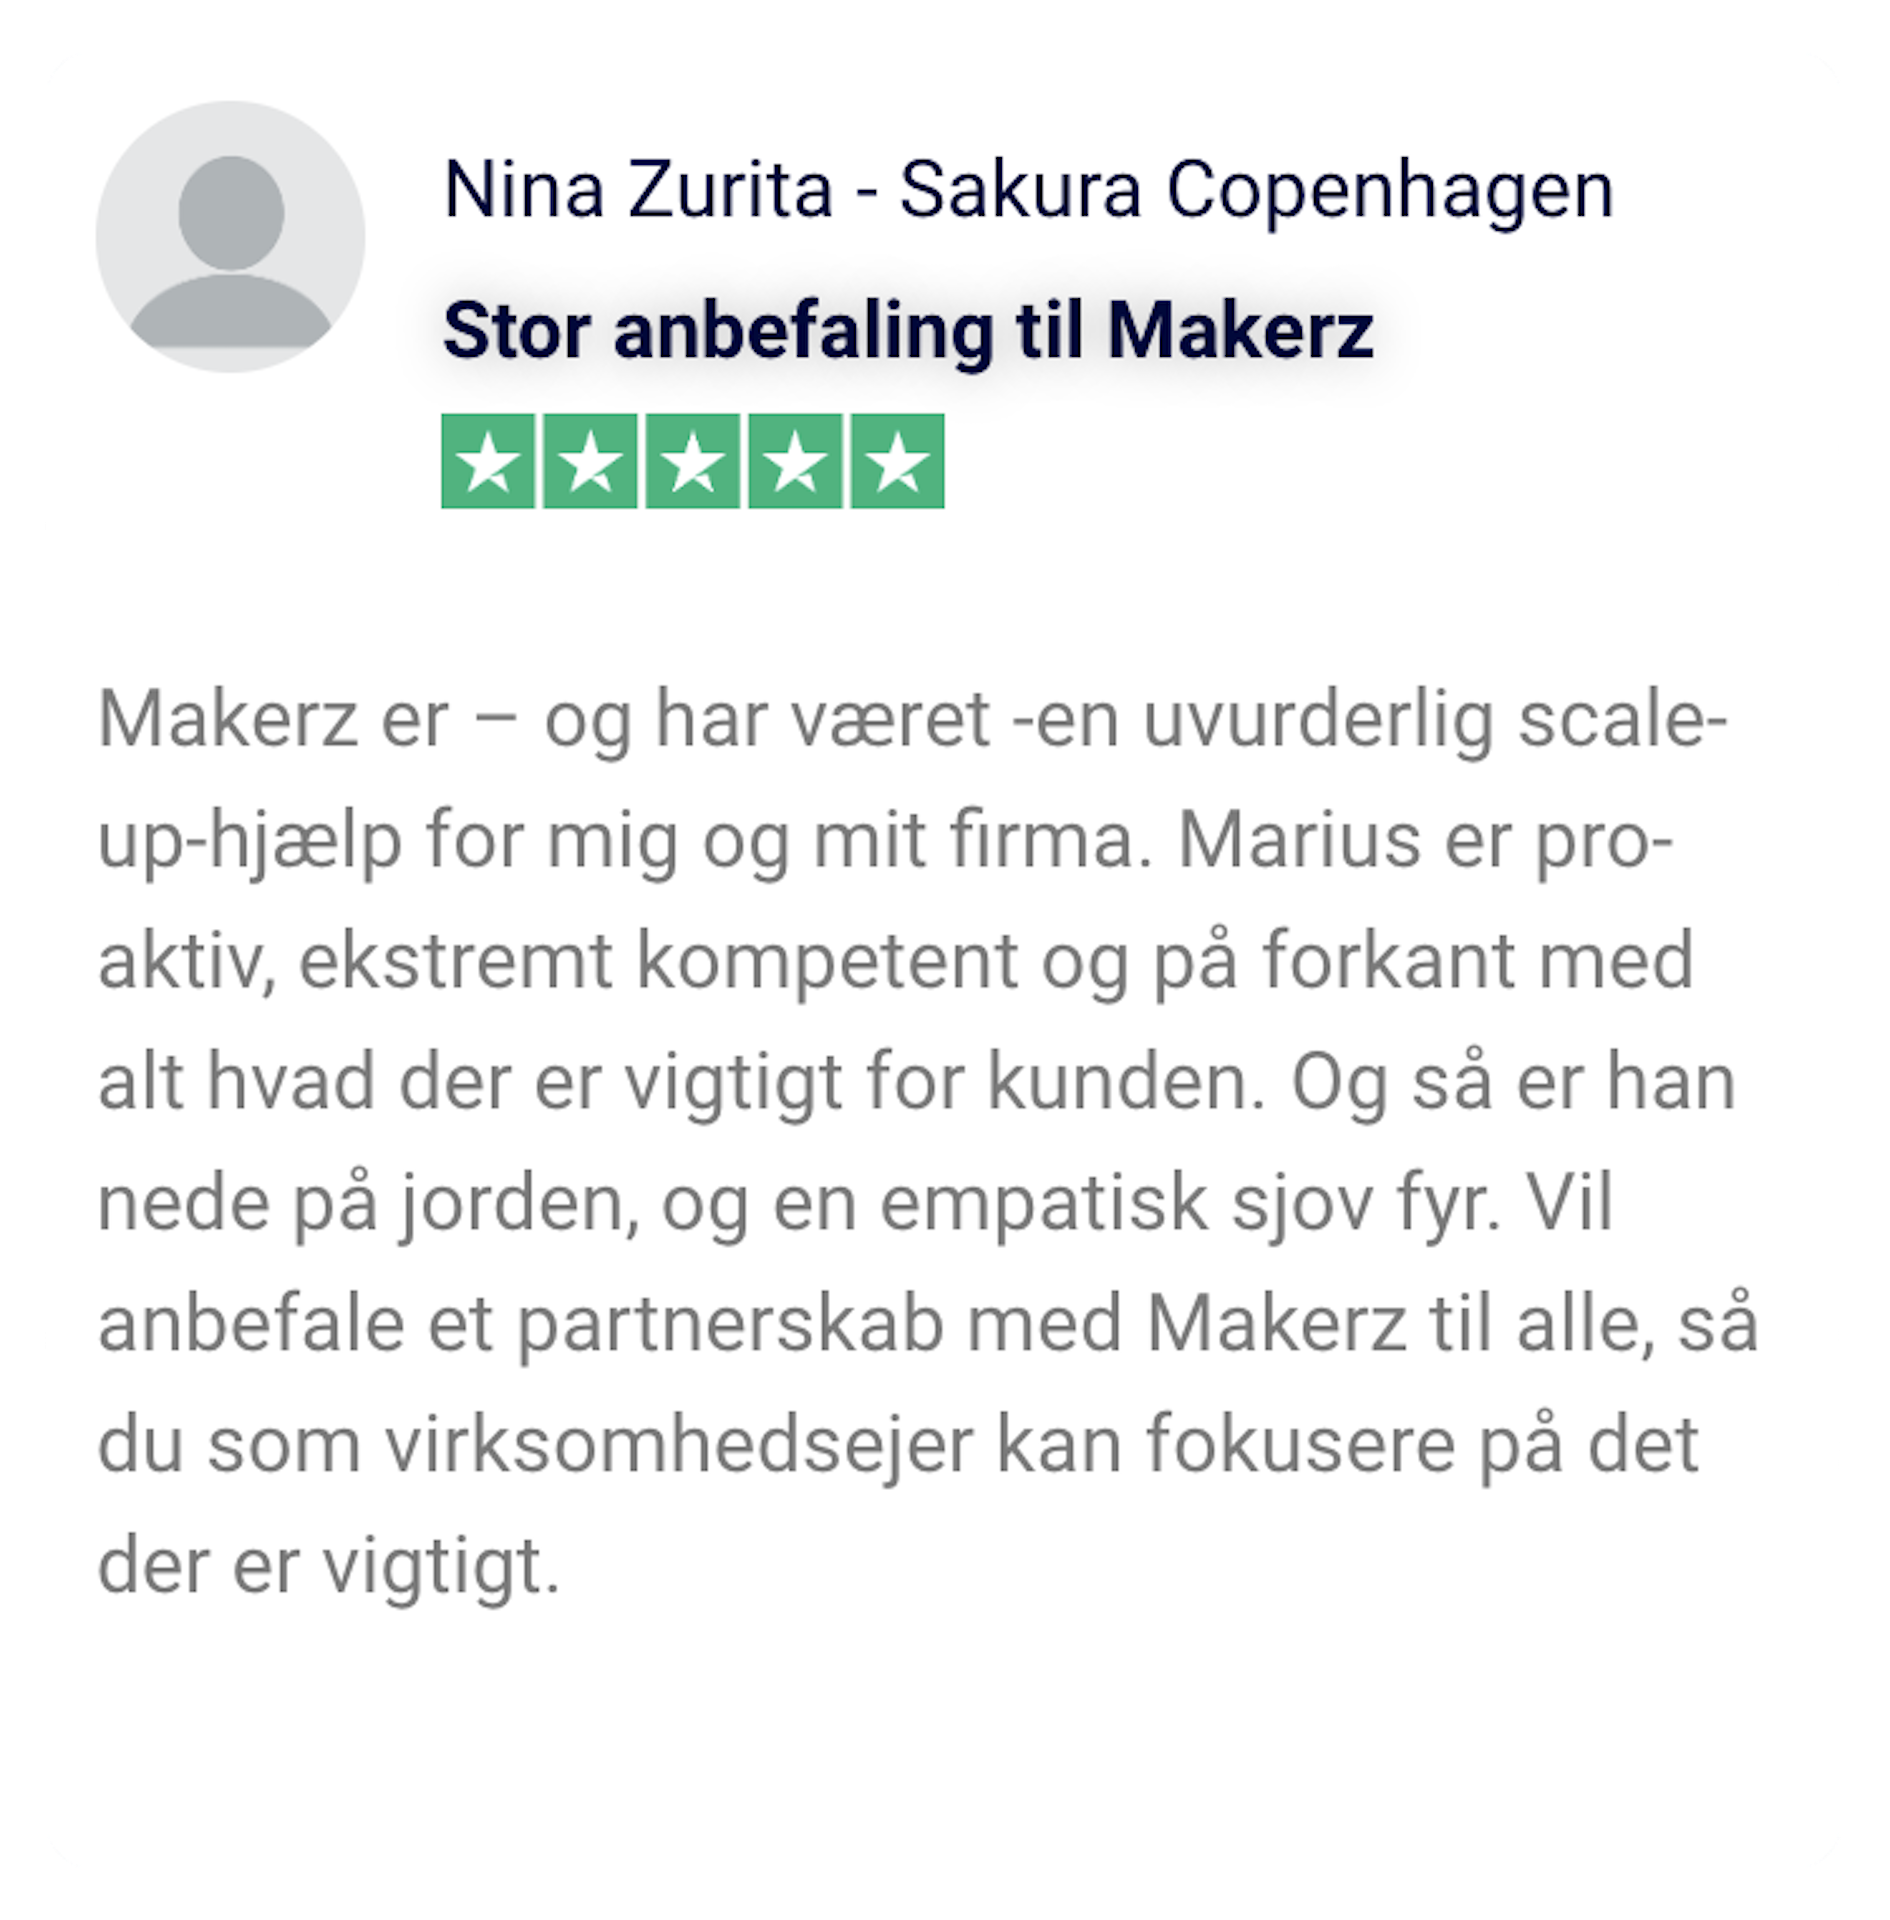 Nina Zurita - Sakura Copenhagen
Stor anbefaling til Makerz
Makerz er – og har været -en uvurderlig scale-
up-hjælp for mig og mit firma. Marius er pro-
aktiv, ekstremt kompetent og på forkant med
alt hvad der er vigtigt for kunden. Og så er han
nede på jorden, og en empatisk sjov fyr. Vil
anbefale et partnerskab med Makerz til alle, så
du som virksomhedsejer kan fokusere på det
der er vigtigt.